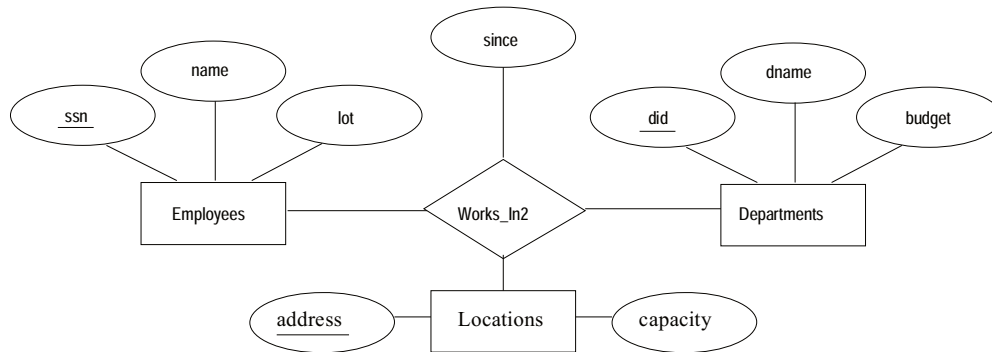 since
name
dname
ssn
lot
did
budget
Employees
Works_In2
Departments
address
Locations
capacity